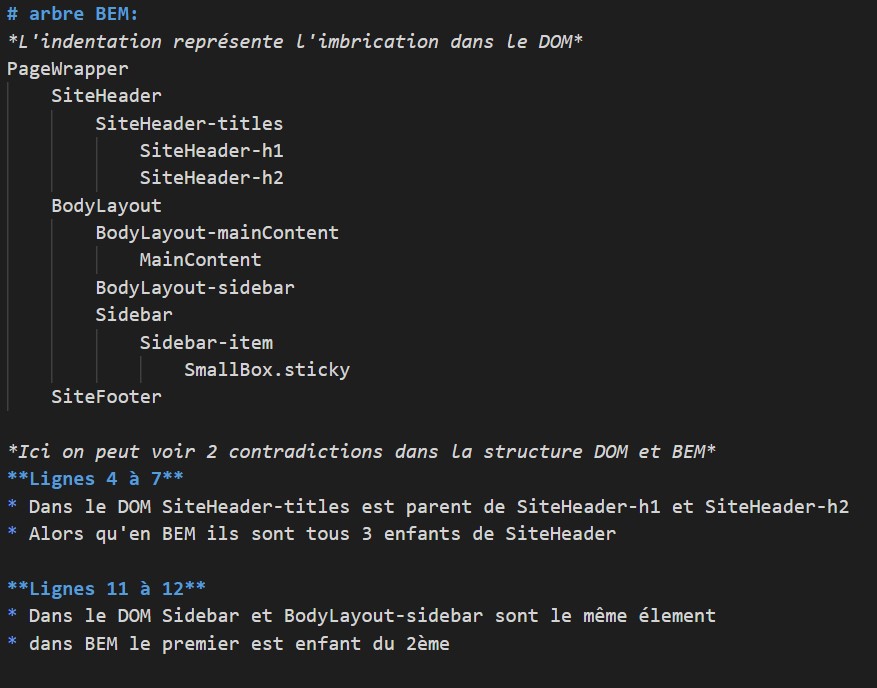 # arbre BEM:
*L'indentation représente l'imbrication dans le DOM*
PageWrapper
SiteHeader
SiteHeader-titles
SiteHeader-h1
SiteHeader-h2
BodyLayout
BodyLayout-mainContent
MainContent
BodyLayout-sidebar
Sidebar
Sidebar-item
SmallBox.sticky
SiteFooter
*Ici on peut voir 2 contradictions dans la structure DOM et BEM*
**Lignes 4 à 7**
* Dans le DOM SiteHeader-titles est parent de SiteHeader-h1 et SiteHeader-h2
* Alors qu'en BEM ils sont tous 3 enfants de SiteHeader
**Lignes 11 à 12**
* Dans le DOM Sidebar et BodyLayout-sidebar sont le même élement
* dans BEM le premier est enfant du 2ème